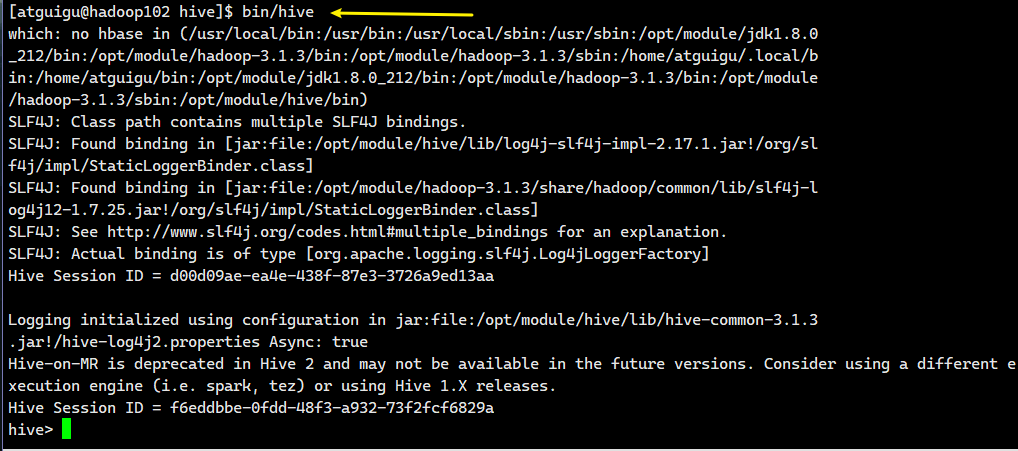 [atguigu@hadoop102 hive]$ bin/hive
which: no hbase in (/usr/local/bin:/usr/bin:/usr/local/sbin:/usr/sbin:/opt/module/jdk1.8.0
_212/bin:/opt/module/hadoop-3.1.3/bin:/opt/module/hadoop-3.1.3/sbin:/home/atguigu/.local/b
in:/home/atguigu/bin:/opt/module/jdk1.8.0_212/bin:/opt/module/hadoop-3.1.3/bin:/opt/module
/hadoop-3.1.3/sbin:/opt/module/hive/bin)
SLF4J: Class path contains multiple SLF4J bindings.
SLF4J: Found binding in [jar:file:/opt/module/hive/lib/log4j-slf4j-impl-2.17.1.jar!/org/sl
f4j/impl/StaticLoggerBinder.class]
SLF4J: Found binding in [jar:file:/opt/module/hadoop-3.1.3/share/hadoop/common/lib/slf4j-l
og4j12-1.7.25.jar!/org/slf4j/impl/StaticLoggerBinder.class]
SLF4J: See http://www.slf4j.org/codes.html#multiple_bindings for an explanation.
SLF4J: Actual binding is of type [org.apache.logging.slf4j.Log4jLoggerFactory]
Hive Session ID = d00d09ae-ea4e-438f-87e3-3726a9ed13aa
Logging initialized using configuration in jar:file:/opt/module/hive/lib/hive-common-3.1.3
.jar!/hive-log4j2.properties Async: true
Hive-on-MR is deprecated in Hive 2 and may not be available in the future versions. Consider using a different e
xecution engine (i.e. spark, tez) or using Hive 1.X releases.
Hive Session ID = f6eddbbe-0fdd-48f3-a932-73f2fcf6829a
hive>